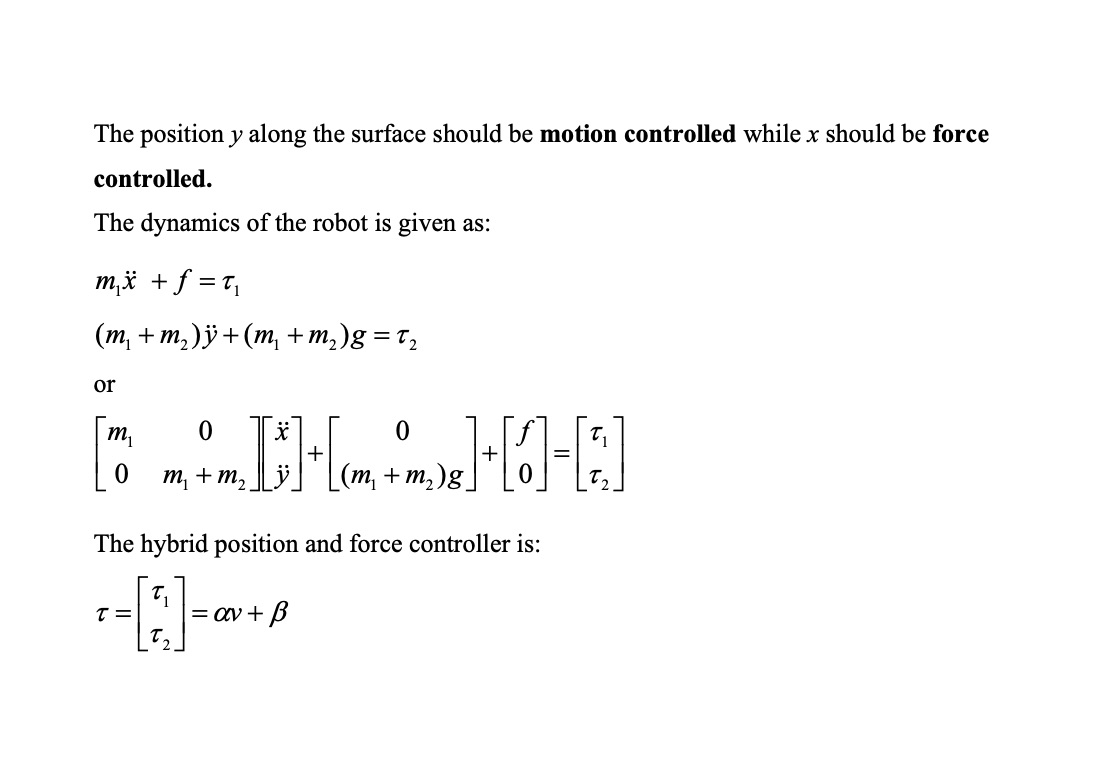 The position y along the surface should be motion controlled while x should be force
controlled.
The dynamics of the robot is given as:
m₁ẍ + f = τ₁
(m₁ + m₂)ÿ + (m₁ + m₂)g = τ₂
or
[m₁ 0; 0 m₁ + m₂][ẍ; ÿ] + [0; (m₁ + m₂)g] + [f; 0] = [τ₁; τ₂]
The hybrid position and force controller is:
τ = [τ₁; τ₂] = αν + β